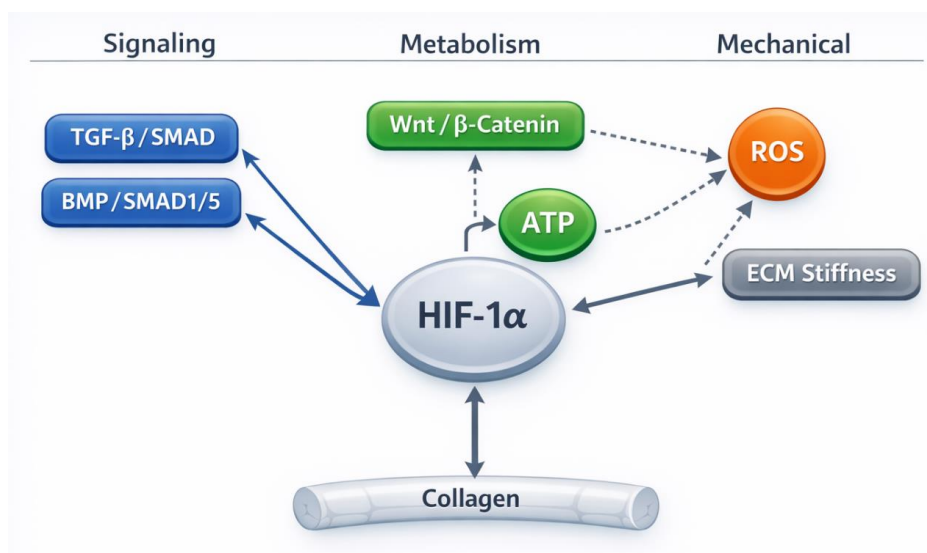 Signaling
Metabolism
Mechanical
TGF-β / SMAD
BMP / SMAD1/5
Wnt / β-Catenin
ATP
ROS
ECM Stiffness
HIF-1α
Collagen